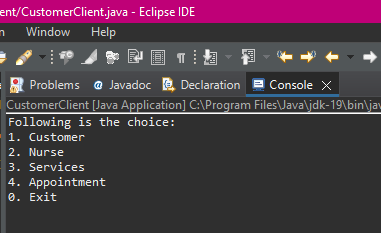 ent/CustomerClient.java - Eclipse IDE
Window Help
Problems Javadoc Declaration Console
CustomerClient [Java Application] C:\Program Files\Java\jdk-19\bin\jav
Following is the choice:
1. Customer
2. Nurse
3. Services
4. Appointment
0. Exit